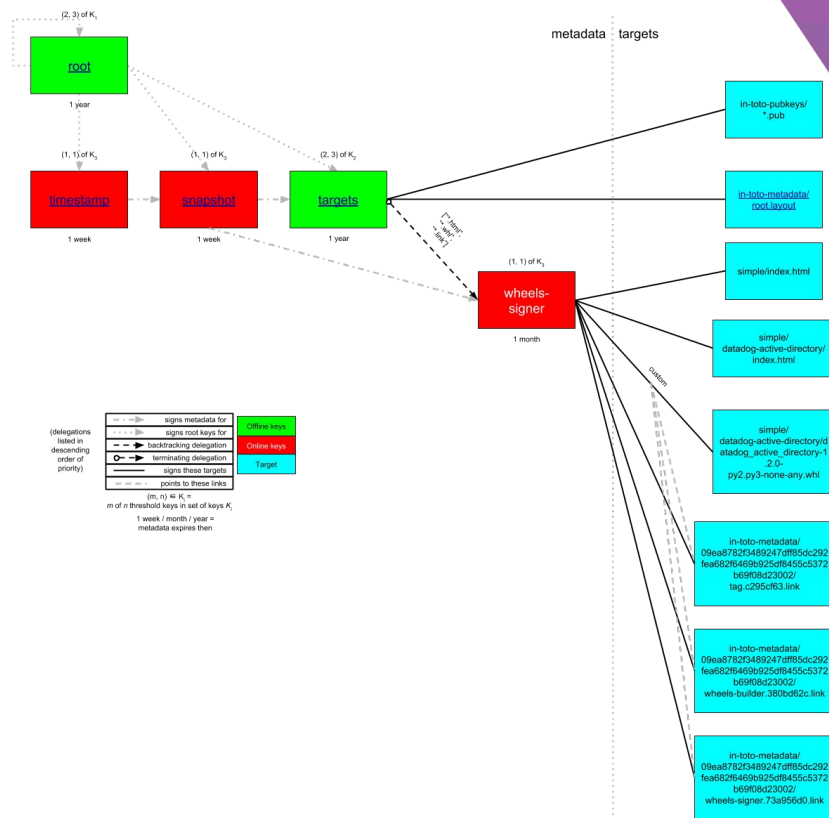 (2, 3) of K1
metadata
targets
root
1 year
in-toto-pubkeys/
*.pub
(1, 1) of K3
(1, 1) of K3
(2, 3) of K2
timestamp
snapshot
targets
in-toto-metadata/
root.layout
1 week
1 week
1 year
["*.html",
"*.whl",
"*.link"]
(1, 1) of K3
wheels-
signer
1 month
simple/index.html
simple/
datadog-active-directory/
index.html
custom
simple/
datadog-active-directory/d
atadog_active_directory-1
.2.0-
py2.py3-none-any.whl
(delegations
listed in
descending
order of
priority)
signs metadata for
signs root keys for
backtracking delegation
terminating delegation
signs these targets
points to these links
Offline keys
Online keys
Target
(m, n) ∈ Ki =
m of n threshold keys in set of keys Ki
1 week / month / year =
metadata expires then
in-toto-metadata/
09ea8782f3489247dff85dc292
fea682f6469b925df8455c5372
b69f08d23002/
tag.c295cf63.link
in-toto-metadata/
09ea8782f3489247dff85dc292
fea682f6469b925df8455c5372
b69f08d23002/
wheels-builder.380bd62c.link
in-toto-metadata/
09ea8782f3489247dff85dc292
fea682f6469b925df8455c5372
b69f08d23002/
wheels-signer.73a956d0.link